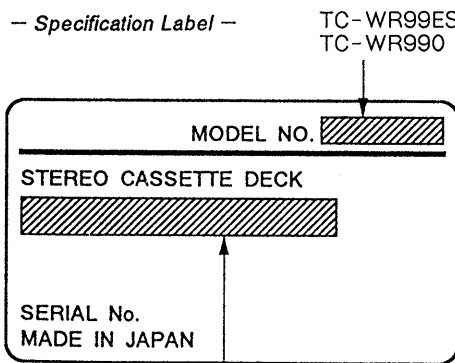 – Specification Label –
TC-WR99ES
TC-WR990
MODEL NO.
STEREO CASSETTE DECK
SERIAL No.
MADE IN JAPAN